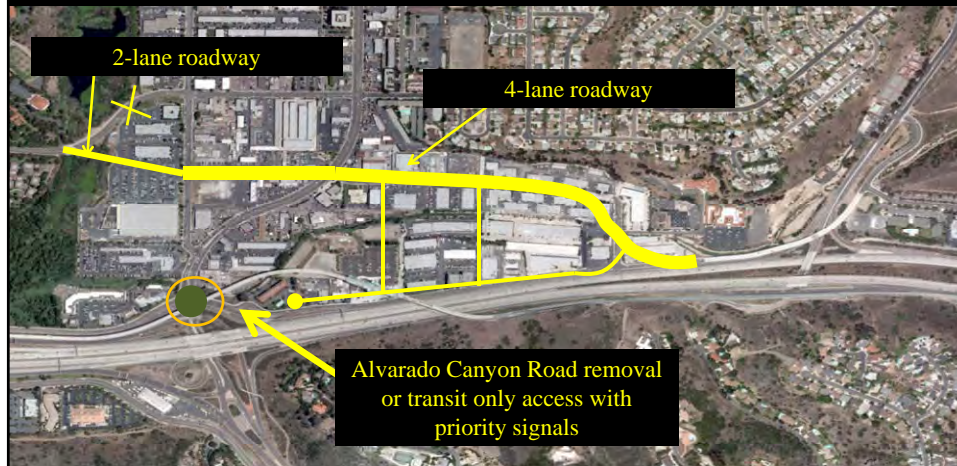 2-lane roadway
4-lane roadway
Alvarado Canyon Road removal
or transit only access with
priority signals